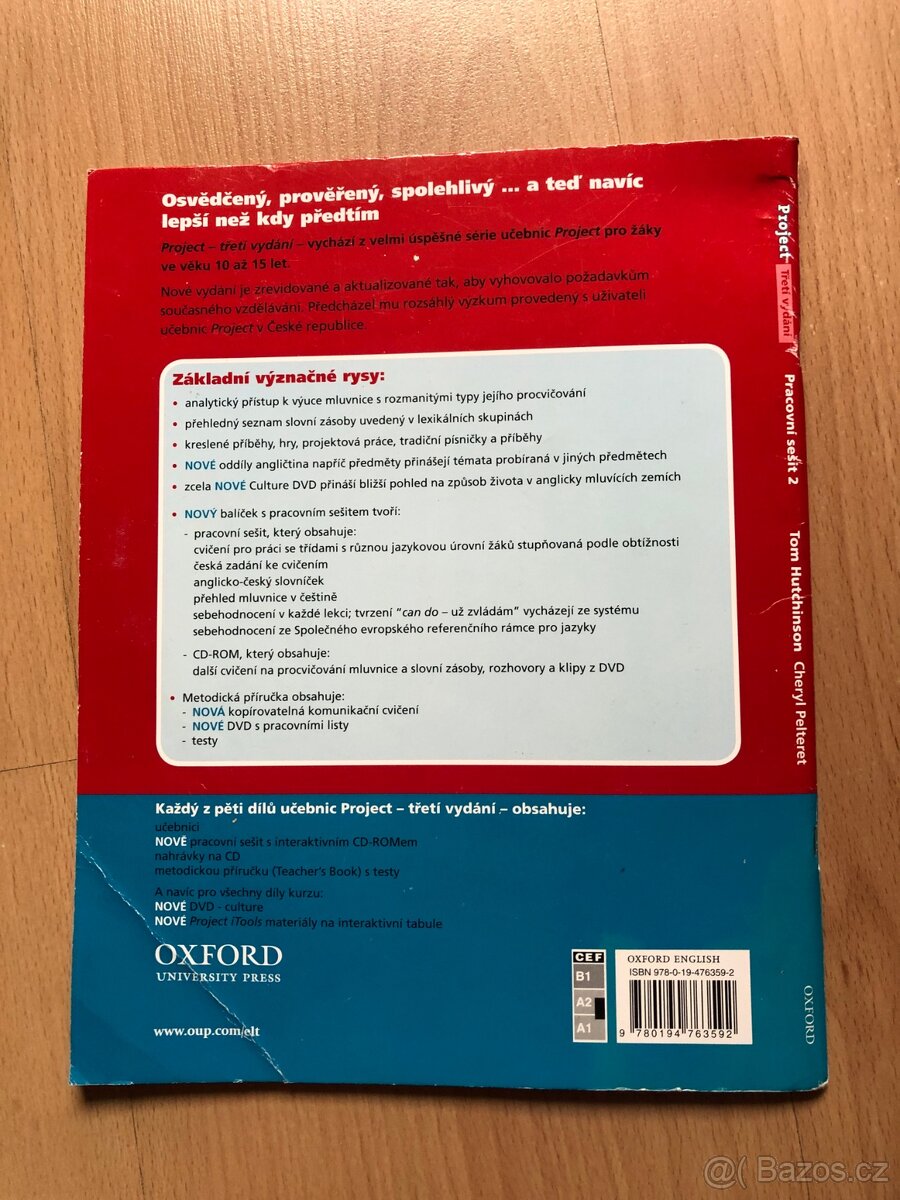 Osvědčený, prověřený, spolehlivý ... a teď navíc
lepší než kdy předtím
Project – třetí vydání – vychází z velmi úspěšné série učebnic Project pro žáky
ve věku 10 až 15 let.
Nové vydání je zrevidované a aktualizované tak, aby vyhovovalo požadavkům
současného vzdělávání. Předcházel mu rozsáhlý výzkum provedený s uživateli
učebnic Project v České republice.
Základní význačné rysy:
• analytický přístup k výuce mluvnice s rozmanitými typy jejího procvičování
• přehledný seznam slovní zásoby uvedený v lexikálních skupinách
• kreslené příběhy, hry, projektová práce, tradiční písničky a příběhy
• NOVÉ oddíly angličtina napříč předměty přinášejí témata probíraná v jiných předmětech
• zcela NOVÉ Culture DVD přináší bližší pohled na způsob života v anglicky mluvících zemích
• NOVÝ balíček s pracovním sešitem tvoří:
- pracovní sešit, který obsahuje:
cvičení pro práci se třídami s různou jazykovou úrovní žáků stupňovaná podle obtížnosti
česká zadání ke cvičením
anglicko-český slovníček
přehled mluvnice v češtině
sebehodnocení v každé lekci; tvrzení "can do – už zvládám" vycházejí ze systému
sebehodnocení ze Společného evropského referenčního rámce pro jazyky
- CD-ROM, který obsahuje:
další cvičení na procvičování mluvnice a slovní zásoby, rozhovory a klipy z DVD
• Metodická příručka obsahuje:
- NOVÁ kopírovatelná komunikační cvičení
- NOVÉ DVD s pracovními listy
- testy
Každý z pěti dílů učebnic Project – třetí vydání – obsahuje:
učebnici
NOVÉ pracovní sešit s interaktivním CD-ROMem
nahrávky na CD
metodickou příručku (Teacher's Book) s testy
A navíc pro všechny díly kurzu:
NOVÉ DVD - culture
NOVÉ Project iTools materiály na interaktivní tabule
OXFORD
UNIVERSITY PRESS
www.oup.com/elt
CEF
B1
A2
A1
OXFORD ENGLISH
ISBN 978-0-19-476359-2
9 780194 763592
Project Třetí vydání Pracovní sešit 2 Tom Hutchinson Cheryl Pelteret OXFORD
@( Bazos.cz